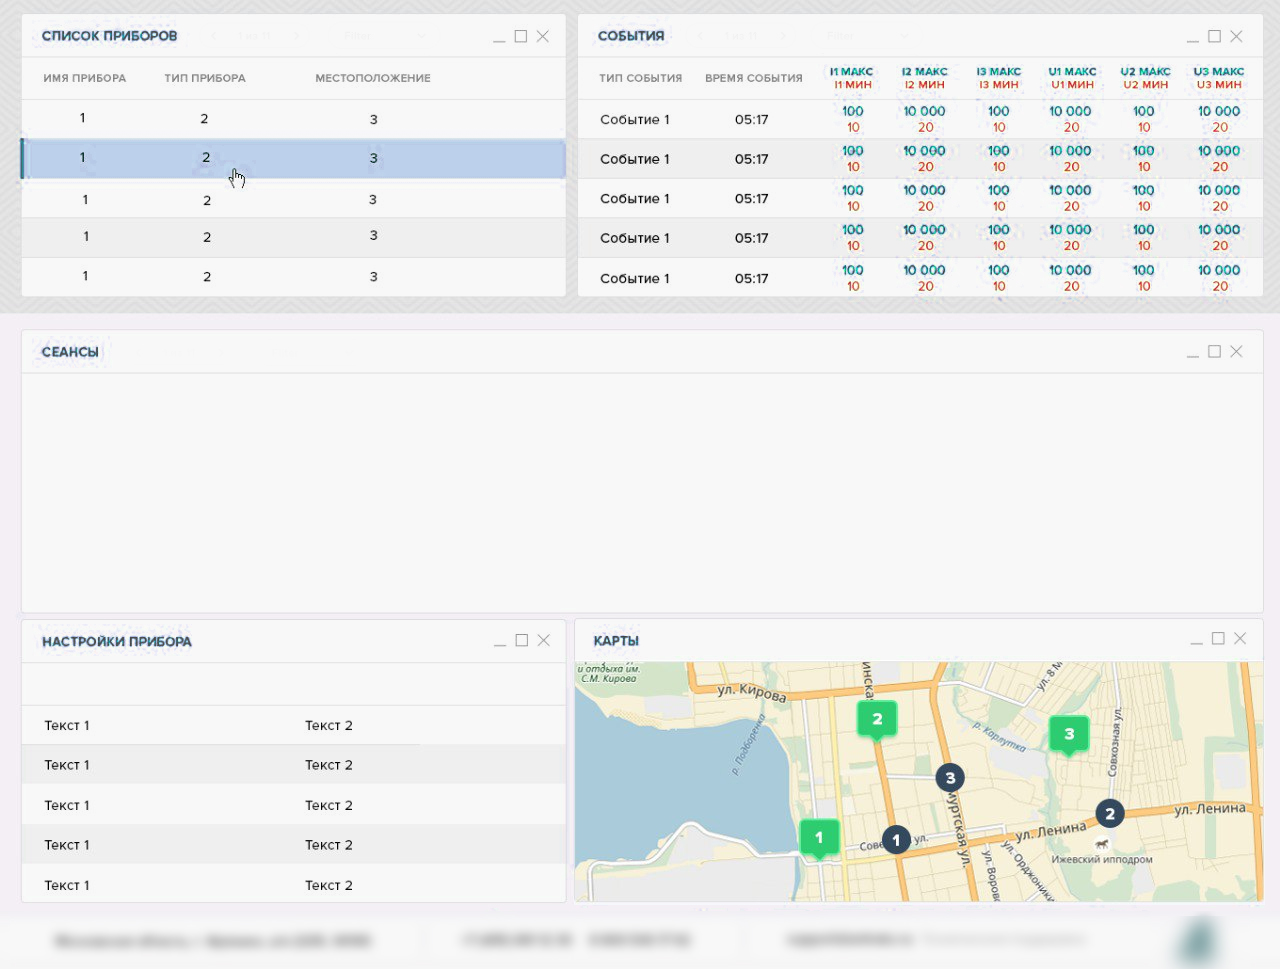 СПИСОК ПРИБОРОВ
ИМЯ ПРИБОРА ТИП ПРИБОРА МЕСТОПОЛОЖЕНИЕ
1 2 3
1 2 3
1 2 3
1 2 3
1 2 3
СОБЫТИЯ
ТИП СОБЫТИЯ ВРЕМЯ СОБЫТИЯ I1 МАКС I2 МАКС I3 МАКС U1 МАКС U2 МАКС U3 МАКС
I1 МИН I2 МИН I3 МИН U1 МИН U2 МИН U3 МИН
Событие 1 05:17 100 10 000 100 10 000 100 10 000
10 20 10 20 10 20
Событие 1 05:17 100 10 000 100 10 000 100 10 000
10 20 10 20 10 20
Событие 1 05:17 100 10 000 100 10 000 100 10 000
10 20 10 20 10 20
Событие 1 05:17 100 10 000 100 10 000 100 10 000
10 20 10 20 10 20
Событие 1 05:17 100 10 000 100 10 000 100 10 000
10 20 10 20 10 20
СЕАНСЫ
НАСТРОЙКИ ПРИБОРА
Текст 1 Текст 2
Текст 1 Текст 2
Текст 1 Текст 2
Текст 1 Текст 2
Текст 1 Текст 2
КАРТЫ
и отдыха им.
С.М. Кирова
ул. Кирова
инска
ул. 8 М
р. Подборенка
2
р. Карлутка
3
Совхозная ул.
3
муртская ул.
1
1
Сове ул.
ул. Ленина
2
ул. Ленина
Ижевский ипподром
ул. Ворово
ул. Орджоники